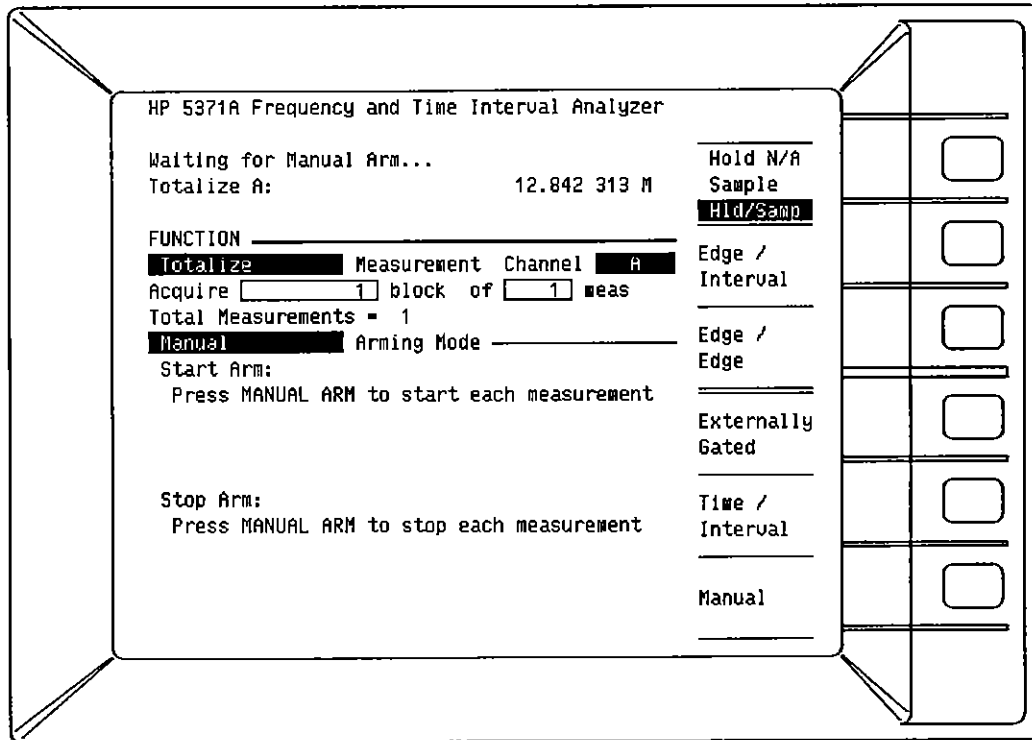 HP 5371A Frequency and Time Interval Analyzer
Waiting for Manual Arm...
Totalize A: 12.842 313 M
FUNCTION
Totalize Measurement Channel A
Acquire 1 block of 1 meas
Total Measurements = 1
Manual Arming Mode
Start Arm:
Press MANUAL ARM to start each measurement
Stop Arm:
Press MANUAL ARM to stop each measurement
Hold N/A
Sample
Hld/Samp
Edge /
Interval
Edge /
Edge
Externally
Gated
Time /
Interval
Manual